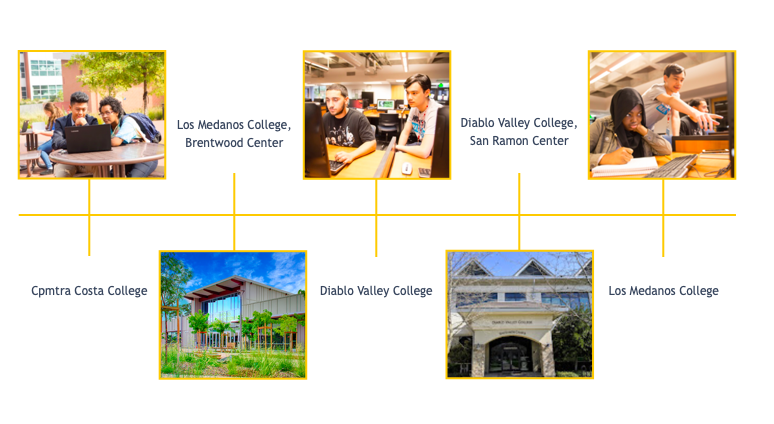 Los Medanos College,
Brentwood Center
Diablo Valley College,
San Ramon Center
Cpmtra Costa College
Diablo Valley College
Los Medanos College